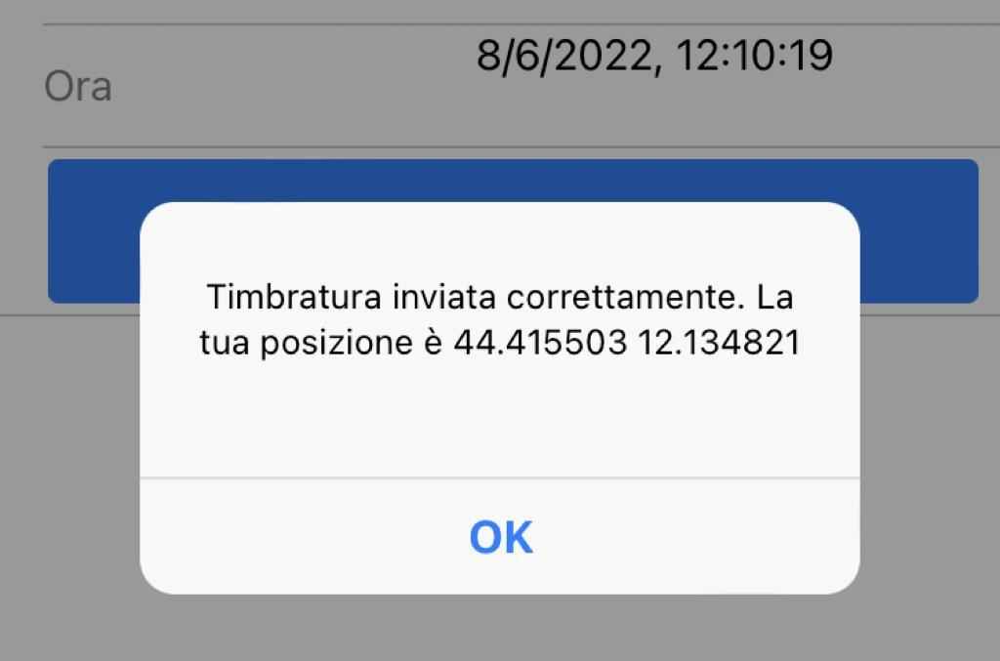 8/6/2022, 12:10:19
Ora
Timbratura inviata correttamente. La
tua posizione è 44.415503 12.134821
OK